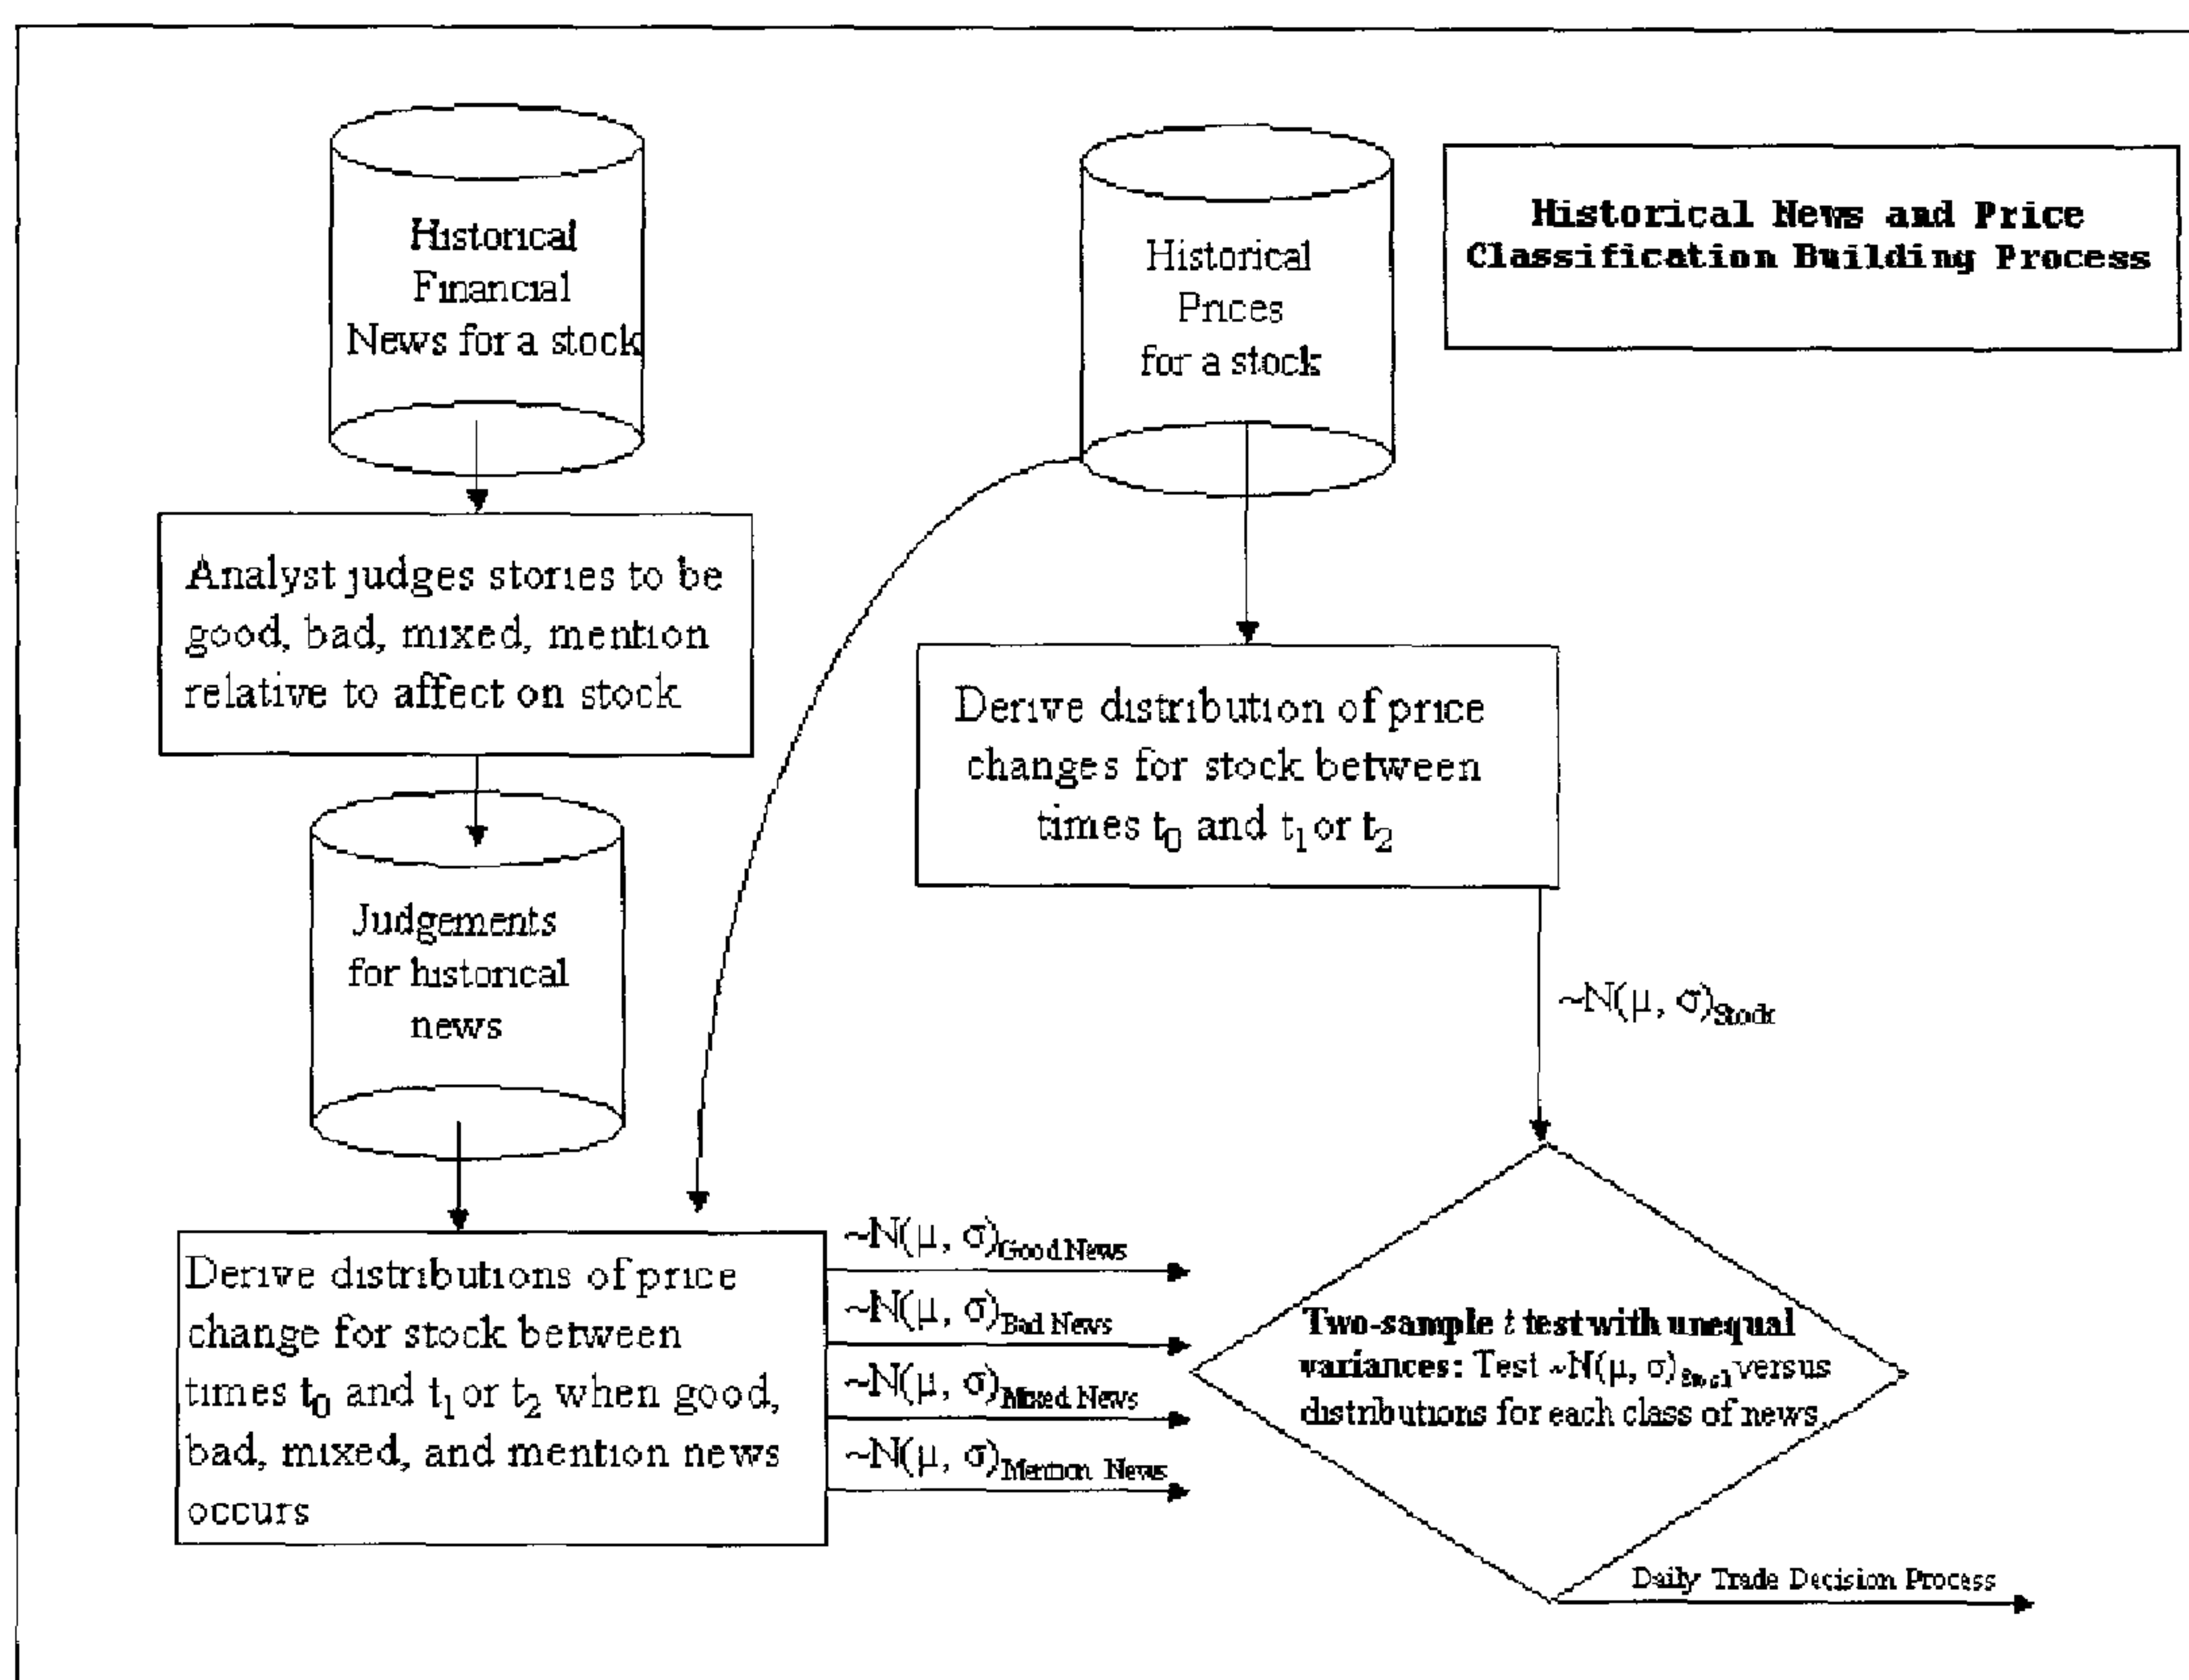 Historical
Financial
News for a stock
Historical
Prices
for a stock
Historical News and Price
Classification Building Process
Analyst judges stories to be
good, bad, mixed, mention
relative to affect on stock
Derive distribution of price
changes for stock between
times t₀ and t₁ or t₂
Judgements
for historical
news
~N(μ, σ)Stock
Derive distributions of price
change for stock between
times t₀ and t₁ or t₂ when good,
bad, mixed, and mention news
occurs
~N(μ, σ)Good News
~N(μ, σ)Bad News
~N(μ, σ)Mixed News
~N(μ, σ)Mention News
Two-sample t test with unequal
variances: Test ~N(μ, σ) versus
distributions for each class of news
Daily Trade Decision Process